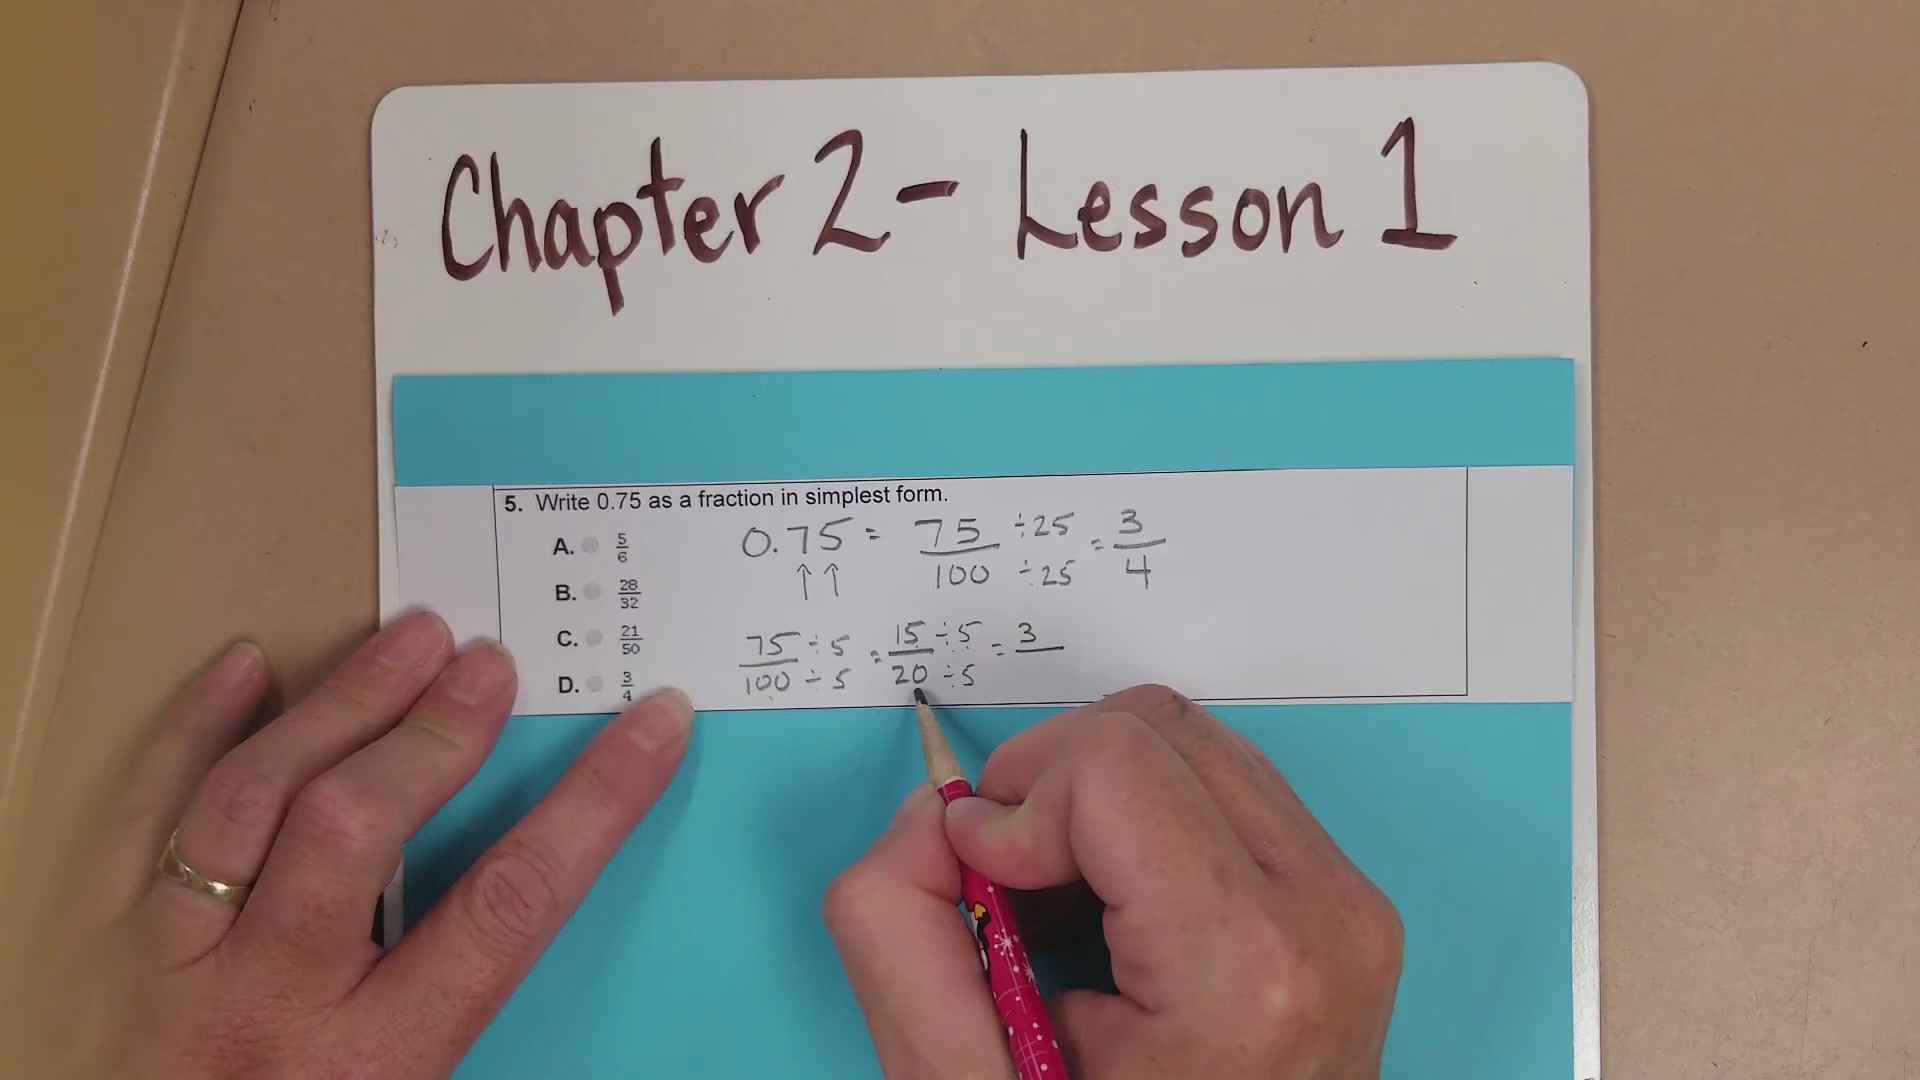 Chapter 2 - Lesson 1
5. Write 0.75 as a fraction in simplest form.
A. 5/6
B. 28/32
C. 21/50
D. 3/4
0.75 = 75/100 ÷25/÷25 = 3/4
↑↑
75÷5/100÷5 = 15÷5/20÷5 = 3/